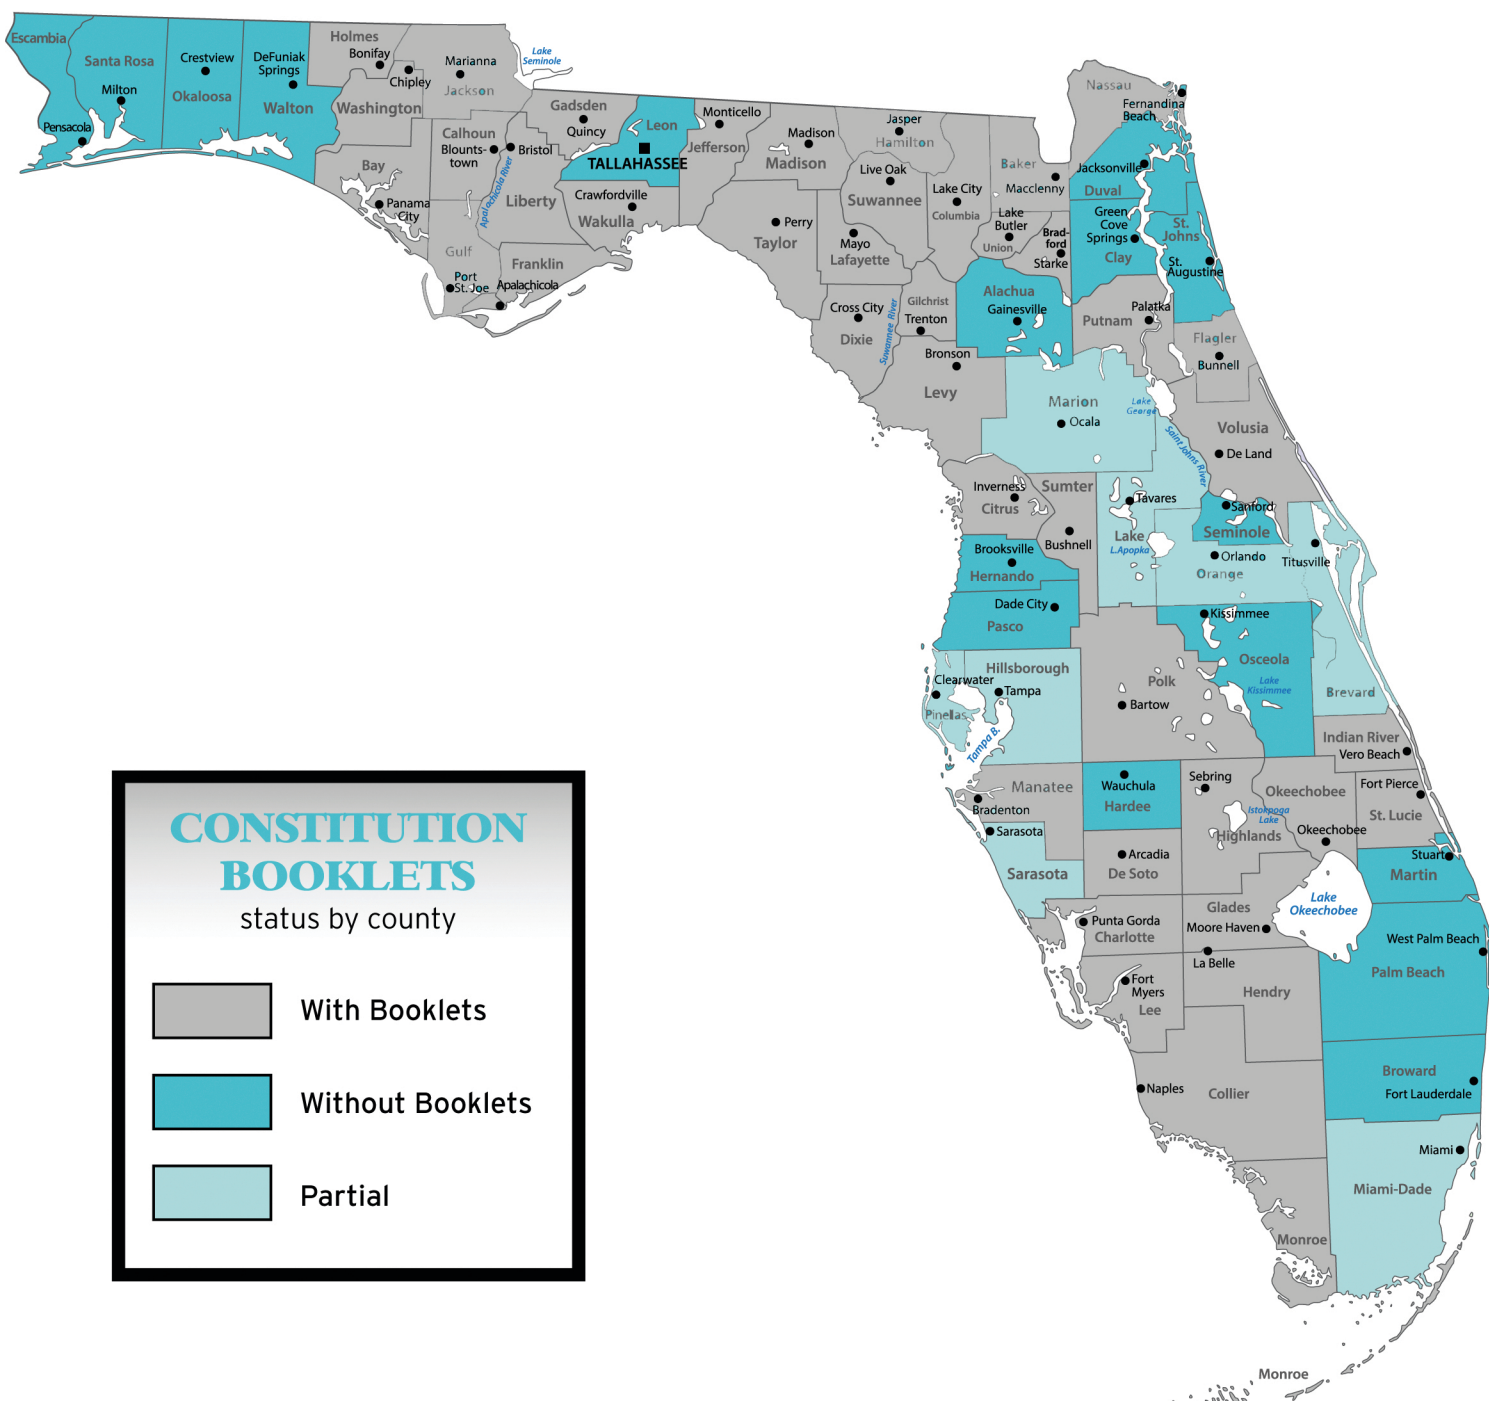 Escambia
Santa Rosa
Milton
Pensacola
Crestview
Okaloosa
DeFuniak
Springs
Walton
Holmes
Bonifay
Chipley
Washington
Marianna
Jackson
Lake
Seminole
Bay
Panama
City
Calhoun
Blounts-
town
Bristol
Apalachicola River
Liberty
Gulf
Port
St. Joe
Franklin
Apalachicola
Gadsden
Quincy
Leon
TALLAHASSEE
Crawfordville
Wakulla
Monticello
Jefferson
Madison
Madison
Perry
Taylor
Jasper
Hamilton
Live Oak
Suwannee
Mayo
Lafayette
Lake City
Columbia
Baker
Macclenny
Lake
Butler
Union
Brad-
ford
Starke
Nassau
Fernandina
Beach
Jacksonville
Duval
Green
Cove
Springs
Clay
St.
Johns
St.
Augustine
Cross City
Dixie
Suwannee River
Gilchrist
Trenton
Alachua
Gainesville
Putnam
Palatka
Flagler
Bunnell
Bronson
Levy
Marion
Ocala
Lake
George
Saint Johns River
Volusia
De Land
Inverness
Citrus
Sumter
Bushnell
Tavares
Lake
L.Apopka
Sanford
Seminole
Orlando
Orange
Titusville
Brooksville
Hernando
Dade City
Pasco
Kissimmee
Osceola
Lake
Kissimmee
Brevard
Hillsborough
Clearwater
Tampa
Pinellas
Tampa B.
Polk
Bartow
Indian River
Vero Beach
Manatee
Bradenton
Wauchula
Hardee
Sebring
Istokpoga
Lake
Highlands
Okeechobee
Okeechobee
Fort Pierce
St. Lucie
Sarasota
Sarasota
Arcadia
De Soto
Stuart
Martin
Lake
Okeechobee
Punta Gorda
Charlotte
Glades
Moore Haven
West Palm Beach
Palm Beach
La Belle
Hendry
Fort
Myers
Lee
Naples
Collier
Broward
Fort Lauderdale
Miami
Miami-Dade
Monroe
Monroe
CONSTITUTION
BOOKLETS
status by county
With Booklets
Without Booklets
Partial